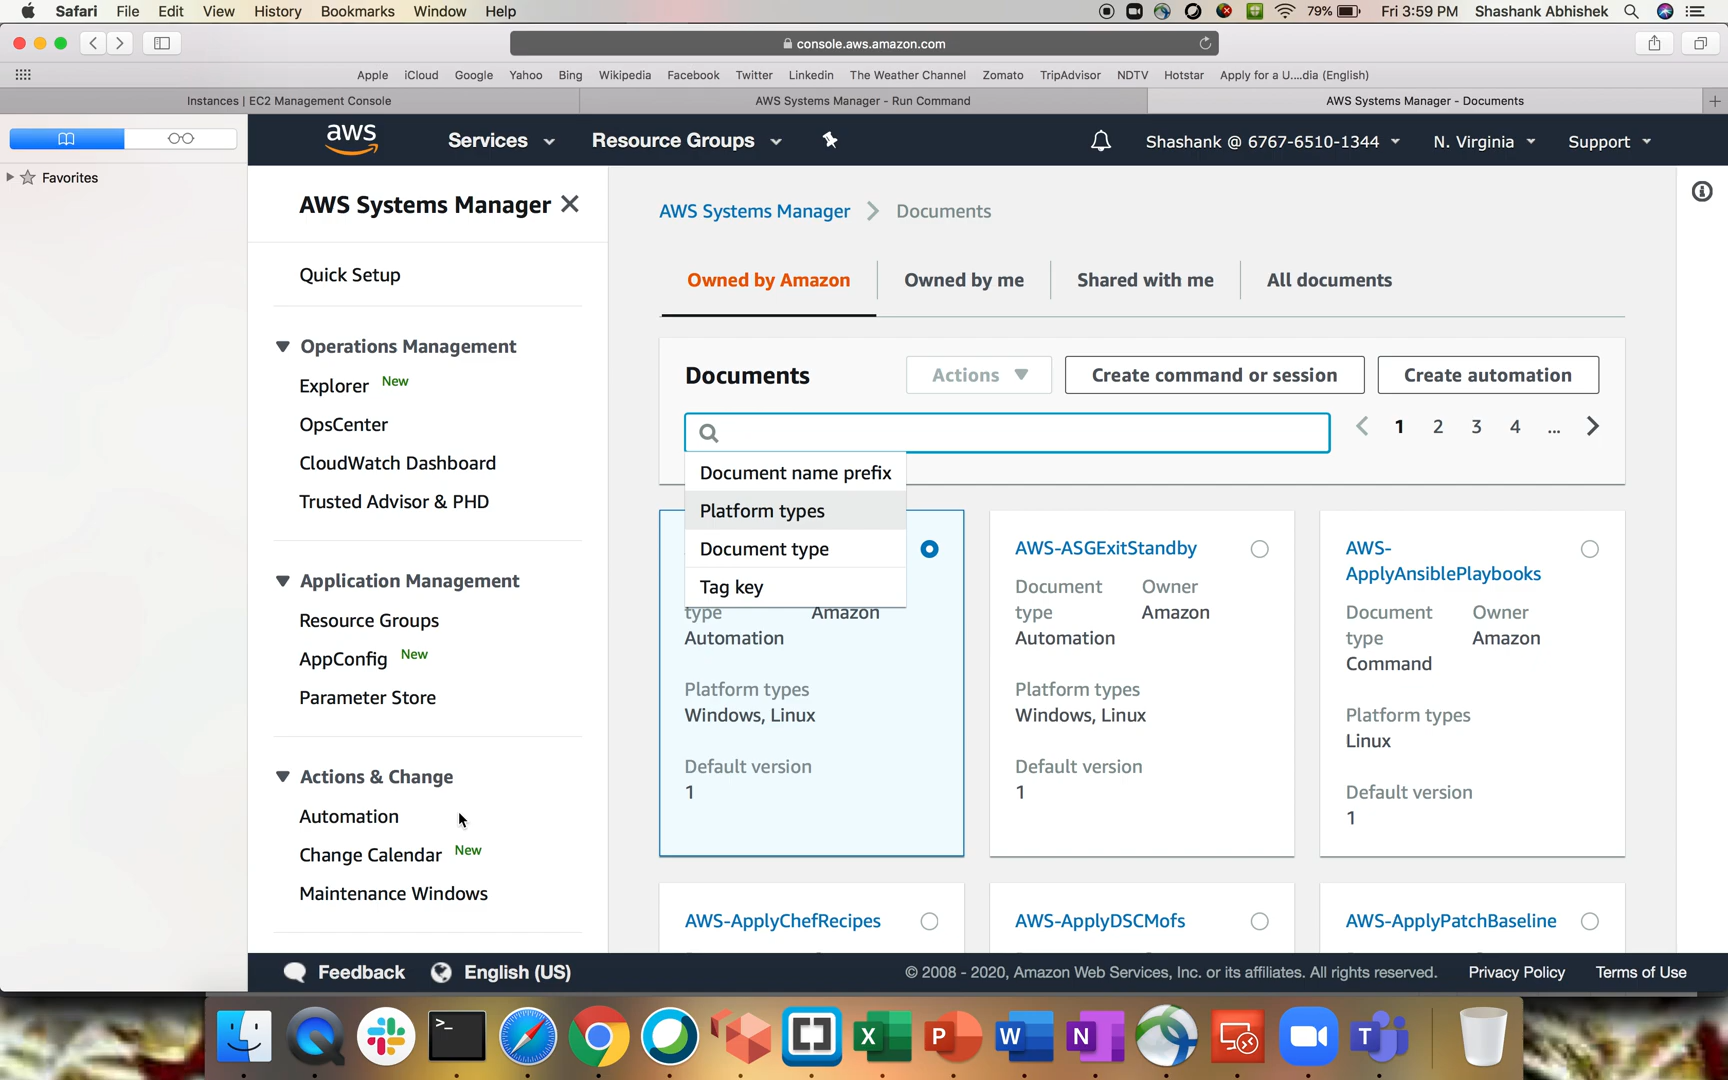 Safari File Edit View History Bookmarks Window Help 79% Fri 3:59 PM Shashank Abhishek
console.aws.amazon.com
Apple iCloud Google Yahoo Bing Wikipedia Facebook Twitter Linkedin The Weather Channel Zomato TripAdvisor NDTV Hotstar Apply for a U....dia (English)
Instances | EC2 Management Console
AWS Systems Manager - Run Command
AWS Systems Manager - Documents
Favorites
aws Services Resource Groups Shashank @ 6767-6510-1344 N. Virginia Support
AWS Systems Manager
Quick Setup
Operations Management
Explorer New
OpsCenter
CloudWatch Dashboard
Trusted Advisor & PHD
Application Management
Resource Groups
AppConfig New
Parameter Store
Actions & Change
Automation
Change Calendar New
Maintenance Windows
AWS Systems Manager Documents
Owned by Amazon Owned by me Shared with me All documents
Documents Actions Create command or session Create automation
1 2 3 4 ...
Document name prefix
Platform types
Document type
Tag key
type Amazon
Automation
Platform types
Windows, Linux
Default version
1
AWS-ASGExitStandby
Document Owner
type Amazon
Automation
Platform types
Windows, Linux
Default version
1
AWS-
ApplyAnsiblePlaybooks
Document Owner
type Amazon
Command
Platform types
Linux
Default version
1
AWS-ApplyChefRecipes
AWS-ApplyDSCMofs
AWS-ApplyPatchBaseline
Feedback English (US) © 2008 - 2020, Amazon Web Services, Inc. or its affiliates. All rights reserved. Privacy Policy Terms of Use
>_ X P W N T